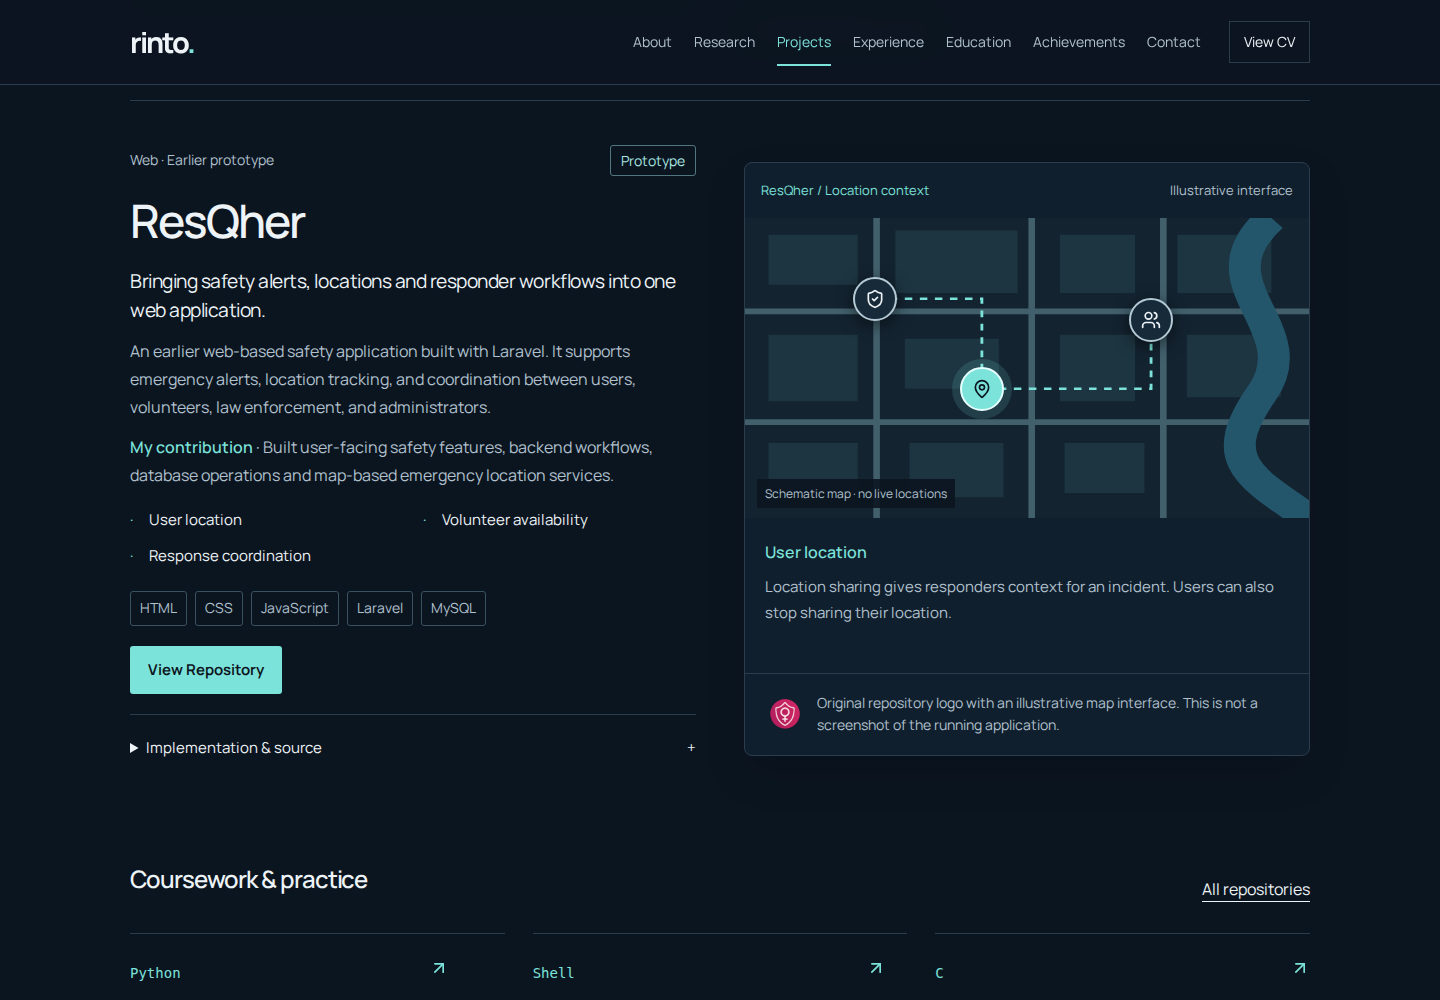 rinto.
About
Research
Projects
Experience
Education
Achievements
Contact
View CV
Web · Earlier prototype
Prototype
ResQher
Bringing safety alerts, locations and responder workflows into one
web application.
An earlier web-based safety application built with Laravel. It supports
emergency alerts, location tracking, and coordination between users,
volunteers, law enforcement, and administrators.
My contribution · Built user-facing safety features, backend workflows,
database operations and map-based emergency location services.
· User location
· Volunteer availability
· Response coordination
HTML
CSS
JavaScript
Laravel
MySQL
View Repository
Implementation & source
+
ResQher / Location context
Illustrative interface
Schematic map · no live locations
User location
Location sharing gives responders context for an incident. Users can also
stop sharing their location.
Original repository logo with an illustrative map interface. This is not a
screenshot of the running application.
Coursework & practice
All repositories
Python
Shell
C